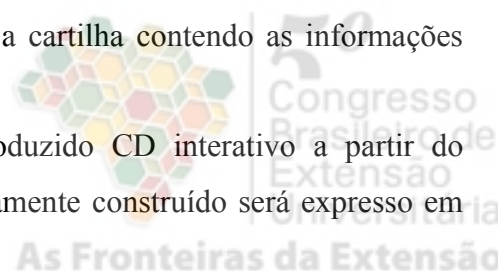 a cartilha contendo as informações
oduzido CD interativo a partir do
amente construído será expresso em
5º
Congresso
Brasileiro de
Extensão
Universitária
As Fronteiras da Extensão